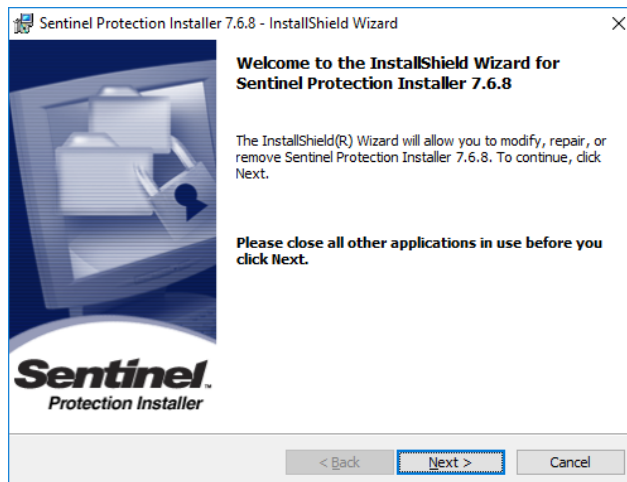 Sentinel Protection Installer 7.6.8 - InstallShield Wizard
Welcome to the InstallShield Wizard for
Sentinel Protection Installer 7.6.8
The InstallShield(R) Wizard will allow you to modify, repair, or
remove Sentinel Protection Installer 7.6.8. To continue, click
Next.
Please close all other applications in use before you
click Next.
Sentinel™
Protection Installer
< Back
Next >
Cancel